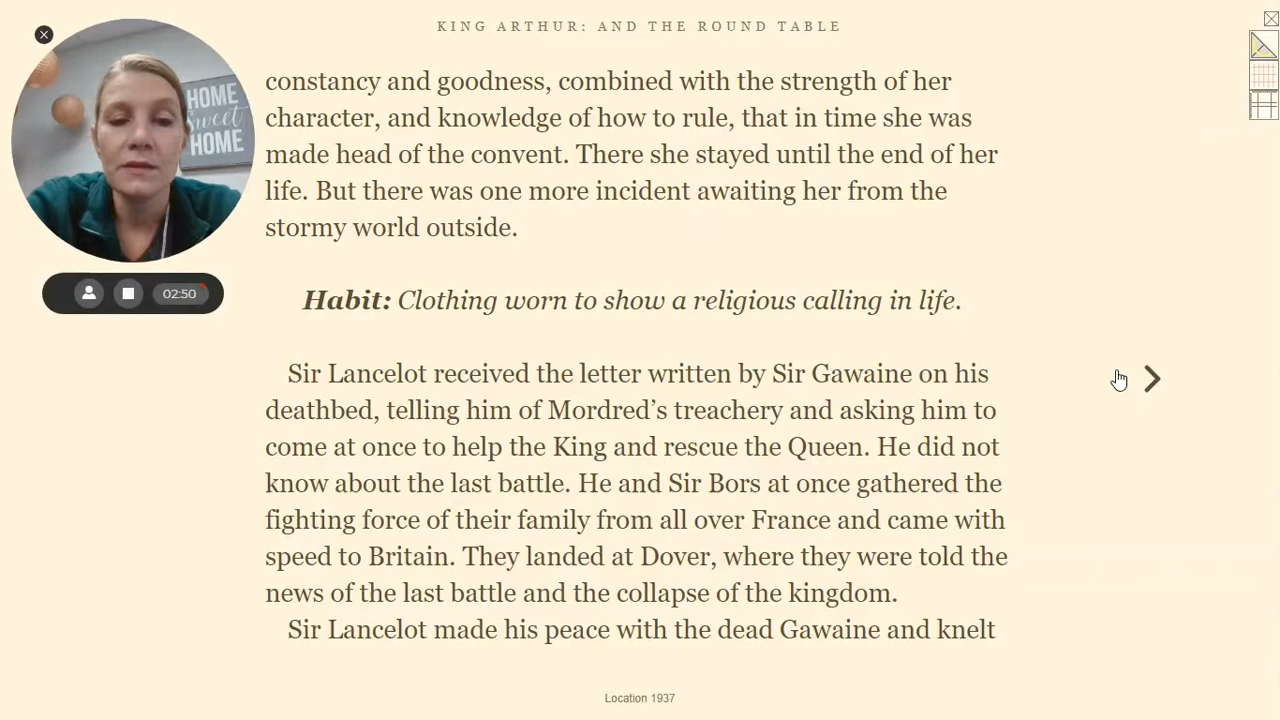 KING ARTHUR: AND THE ROUND TABLE
HOME
Sweet
HOME
02:50
constancy and goodness, combined with the strength of her
character, and knowledge of how to rule, that in time she was
made head of the convent. There she stayed until the end of her
life. But there was one more incident awaiting her from the
stormy world outside.
Habit: Clothing worn to show a religious calling in life.
Sir Lancelot received the letter written by Sir Gawaine on his
deathbed, telling him of Mordred’s treachery and asking him to
come at once to help the King and rescue the Queen. He did not
know about the last battle. He and Sir Bors at once gathered the
fighting force of their family from all over France and came with
speed to Britain. They landed at Dover, where they were told the
news of the last battle and the collapse of the kingdom.
Sir Lancelot made his peace with the dead Gawaine and knelt
Location 1937